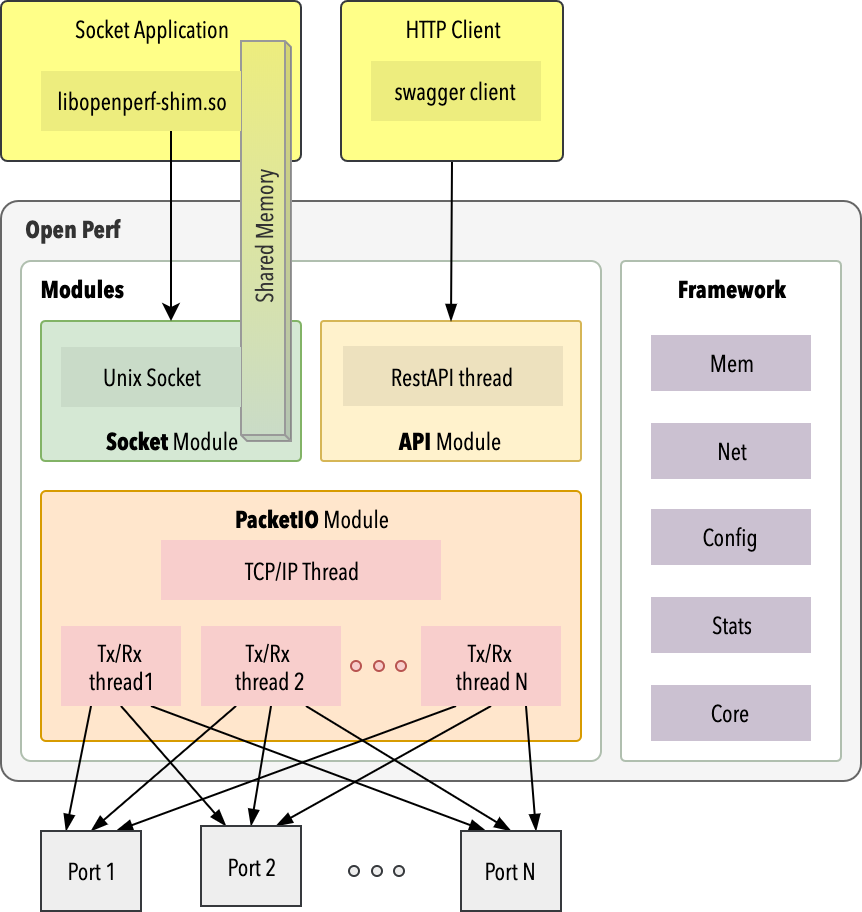 Socket Application
libopenperf-shim.so
HTTP Client
swagger client
Shared Memory
Open Perf
Modules
Unix Socket
Socket Module
RestAPI thread
API Module
PacketIO Module
TCP/IP Thread
Tx/Rx
thread1
Tx/Rx
thread 2
Tx/Rx
thread N
Framework
Mem
Net
Config
Stats
Core
Port 1
Port 2
Port N